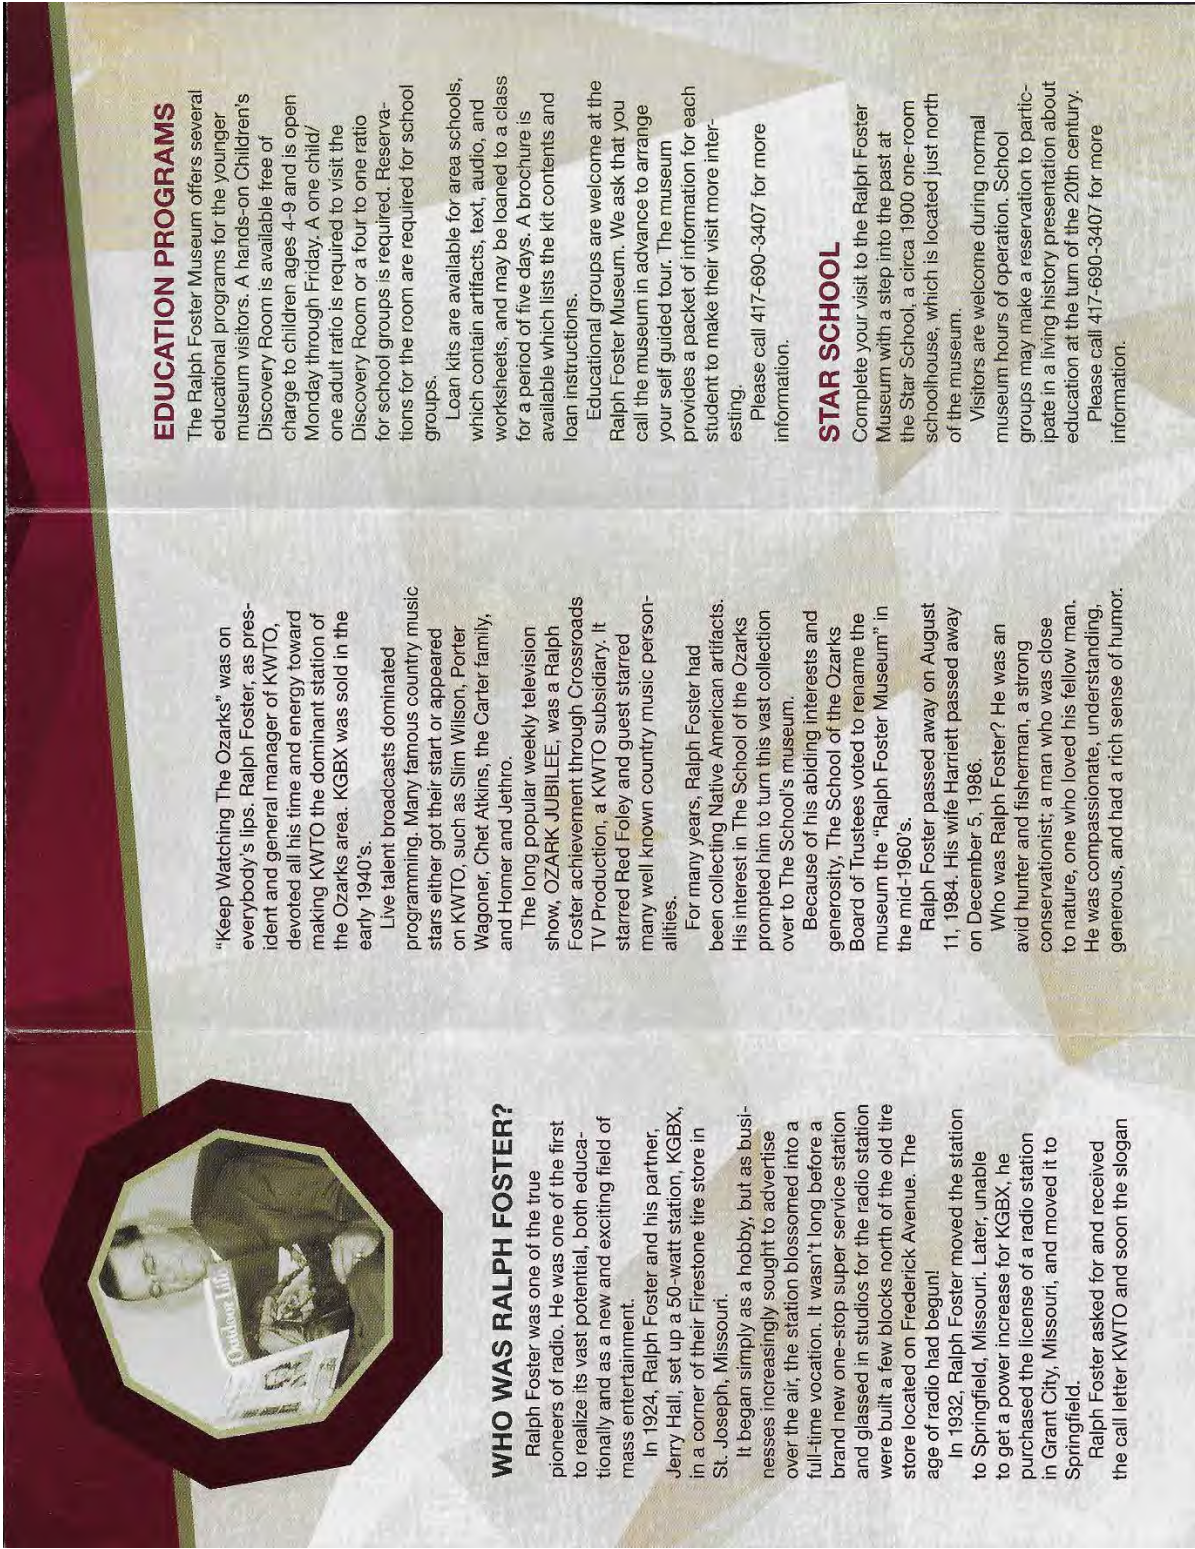 Outdoor Life
WHO WAS RALPH FOSTER?
Ralph Foster was one of the true
pioneers of radio. He was one of the first
to realize its vast potential, both educa-
tionally and as a new and exciting field of
mass entertainment.
In 1924, Ralph Foster and his partner,
Jerry Hall, set up a 50-watt station, KGBX,
in a corner of their Firestone tire store in
St. Joseph, Missouri.
It began simply as a hobby, but as busi-
nesses increasingly sought to advertise
over the air, the station blossomed into a
full-time vocation. It wasn't long before a
brand new one-stop super service station
and glassed in studios for the radio station
were built a few blocks north of the old tire
store located on Frederick Avenue. The
age of radio had begun!
In 1932, Ralph Foster moved the station
to Springfield, Missouri. Later, unable
to get a power increase for KGBX, he
purchased the license of a radio station
in Grant City, Missouri, and moved it to
Springfield.
Ralph Foster asked for and received
the call letter KWTO and soon the slogan
"Keep Watching The Ozarks" was on
everybody's lips. Ralph Foster, as pres-
ident and general manager of KWTO,
devoted all his time and energy toward
making KWTO the dominant station of
the Ozarks area. KGBX was sold in the
early 1940's.
Live talent broadcasts dominated
programming. Many famous country music
stars either got their start or appeared
on KWTO, such as Slim Wilson, Porter
Wagoner, Chet Atkins, the Carter family,
and Homer and Jethro.
The long popular weekly television
show, OZARK JUBILEE, was a Ralph
Foster achievement through Crossroads
TV Production, a KWTO subsidiary. It
starred Red Foley and guest starred
many well known country music person-
alities.
For many years, Ralph Foster had
been collecting Native American artifacts.
His interest in The School of the Ozarks
prompted him to turn this vast collection
over to The School's museum.
Because of his abiding interests and
generosity, The School of the Ozarks
Board of Trustees voted to rename the
museum the "Ralph Foster Museum" in
the mid-1960's.
Ralph Foster passed away on August
11, 1984. His wife Harriett passed away
on December 5, 1986.
Who was Ralph Foster? He was an
avid hunter and fisherman, a strong
conservationist; a man who was close
to nature, one who loved his fellow man.
He was compassionate, understanding,
generous, and had a rich sense of humor.
EDUCATION PROGRAMS
The Ralph Foster Museum offers several
educational programs for the younger
museum visitors. A hands-on Children's
Discovery Room is available free of
charge to children ages 4-9 and is open
Monday through Friday. A one child/
one adult ratio is required to visit the
Discovery Room or a four to one ratio
for school groups is required. Reserva-
tions for the room are required for school
groups.
Loan kits are available for area schools,
which contain artifacts, text, audio, and
worksheets, and may be loaned to a class
for a period of five days. A brochure is
available which lists the kit contents and
loan instructions.
Educational groups are welcome at the
Ralph Foster Museum. We ask that you
call the museum in advance to arrange
your self guided tour. The museum
provides a packet of information for each
student to make their visit more inter-
esting.
Please call 417-690-3407 for more
information.
STAR SCHOOL
Complete your visit to the Ralph Foster
Museum with a step into the past at
the Star School, a circa 1900 one-room
schoolhouse, which is located just north
of the museum.
Visitors are welcome during normal
museum hours of operation. School
groups may make a reservation to partic-
ipate in a living history presentation about
education at the turn of the 20th century.
Please call 417-690-3407 for more
information.